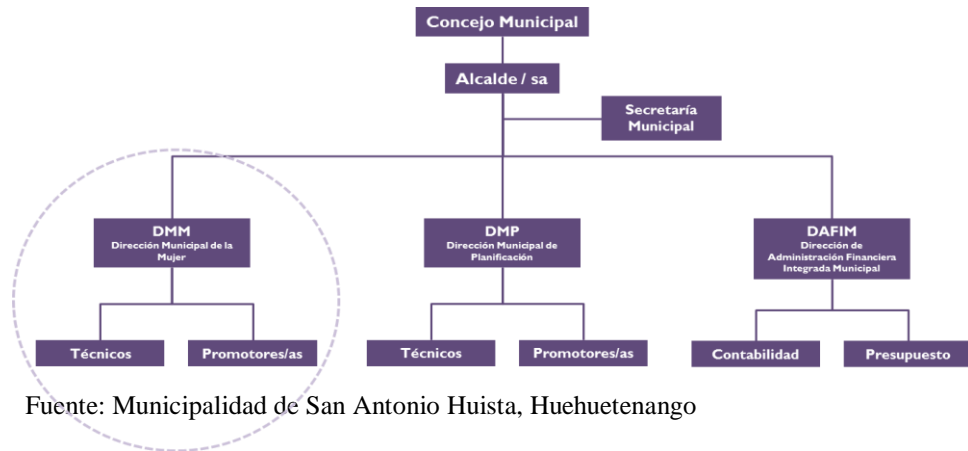 Concejo Municipal
Alcalde / sa
Secretaría
Municipal
DMM
Dirección Municipal de la
Mujer
DMP
Dirección Municipal de
Planificación
DAFIM
Dirección de
Administración Financiera
Integrada Municipal
Técnicos
Promotores/as
Técnicos
Promotores/as
Contabilidad
Presupuesto
Fuente: Municipalidad de San Antonio Huista, Huehuetenango